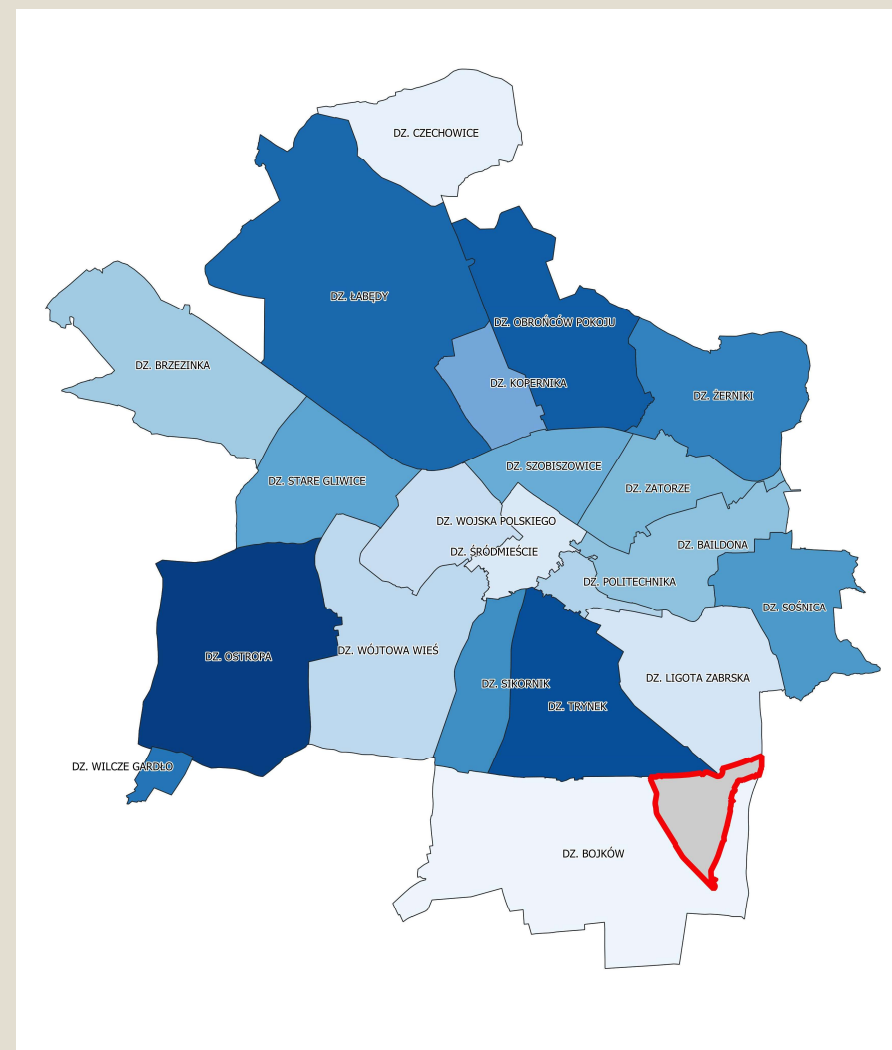 DZ. CZECHOWICE
DZ. ŁABĘDY
DZ. OBROŃCÓW POKOJU
DZ. BRZEZINKA
DZ. KOPERNIKA
DZ. ŻERNIKI
DZ. SZOBISZOWICE
DZ. STARE GLIWICE
DZ. ZATORZE
DZ. WOJSKA POLSKIEGO
DZ. BAILDONA
DZ. ŚRÓDMIEŚCIE
DZ. POLITECHNIKA
DZ. SOŚNICA
DZ. WÓJTOWA WIEŚ
DZ. OSTROPA
DZ. LIGOTA ZABRSKA
DZ. SIKORNIK
DZ. TRYNEK
DZ. WILCZE GARDŁO
DZ. BOJKÓW